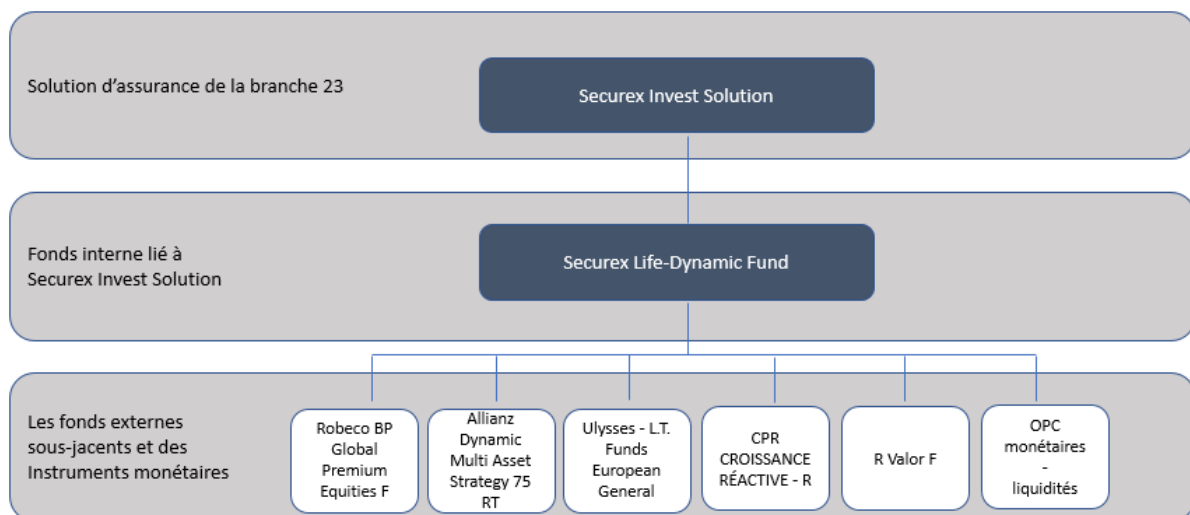 Solution d'assurance de la branche 23
Securex Invest Solution
Fonds interne lié à
Securex Invest Solution
Securex Life-Dynamic Fund
Les fonds externes
sous-jacents et des
Instruments monétaires
Robeco BP
Global
Premium
Equities F
Allianz
Dynamic
Multi Asset
Strategy 75
RT
Ulysses - L.T.
Funds
European
General
CPR
CROISSANCE
RÉACTIVE - R
R Valor F
OPC
monétaires
-
liquidités